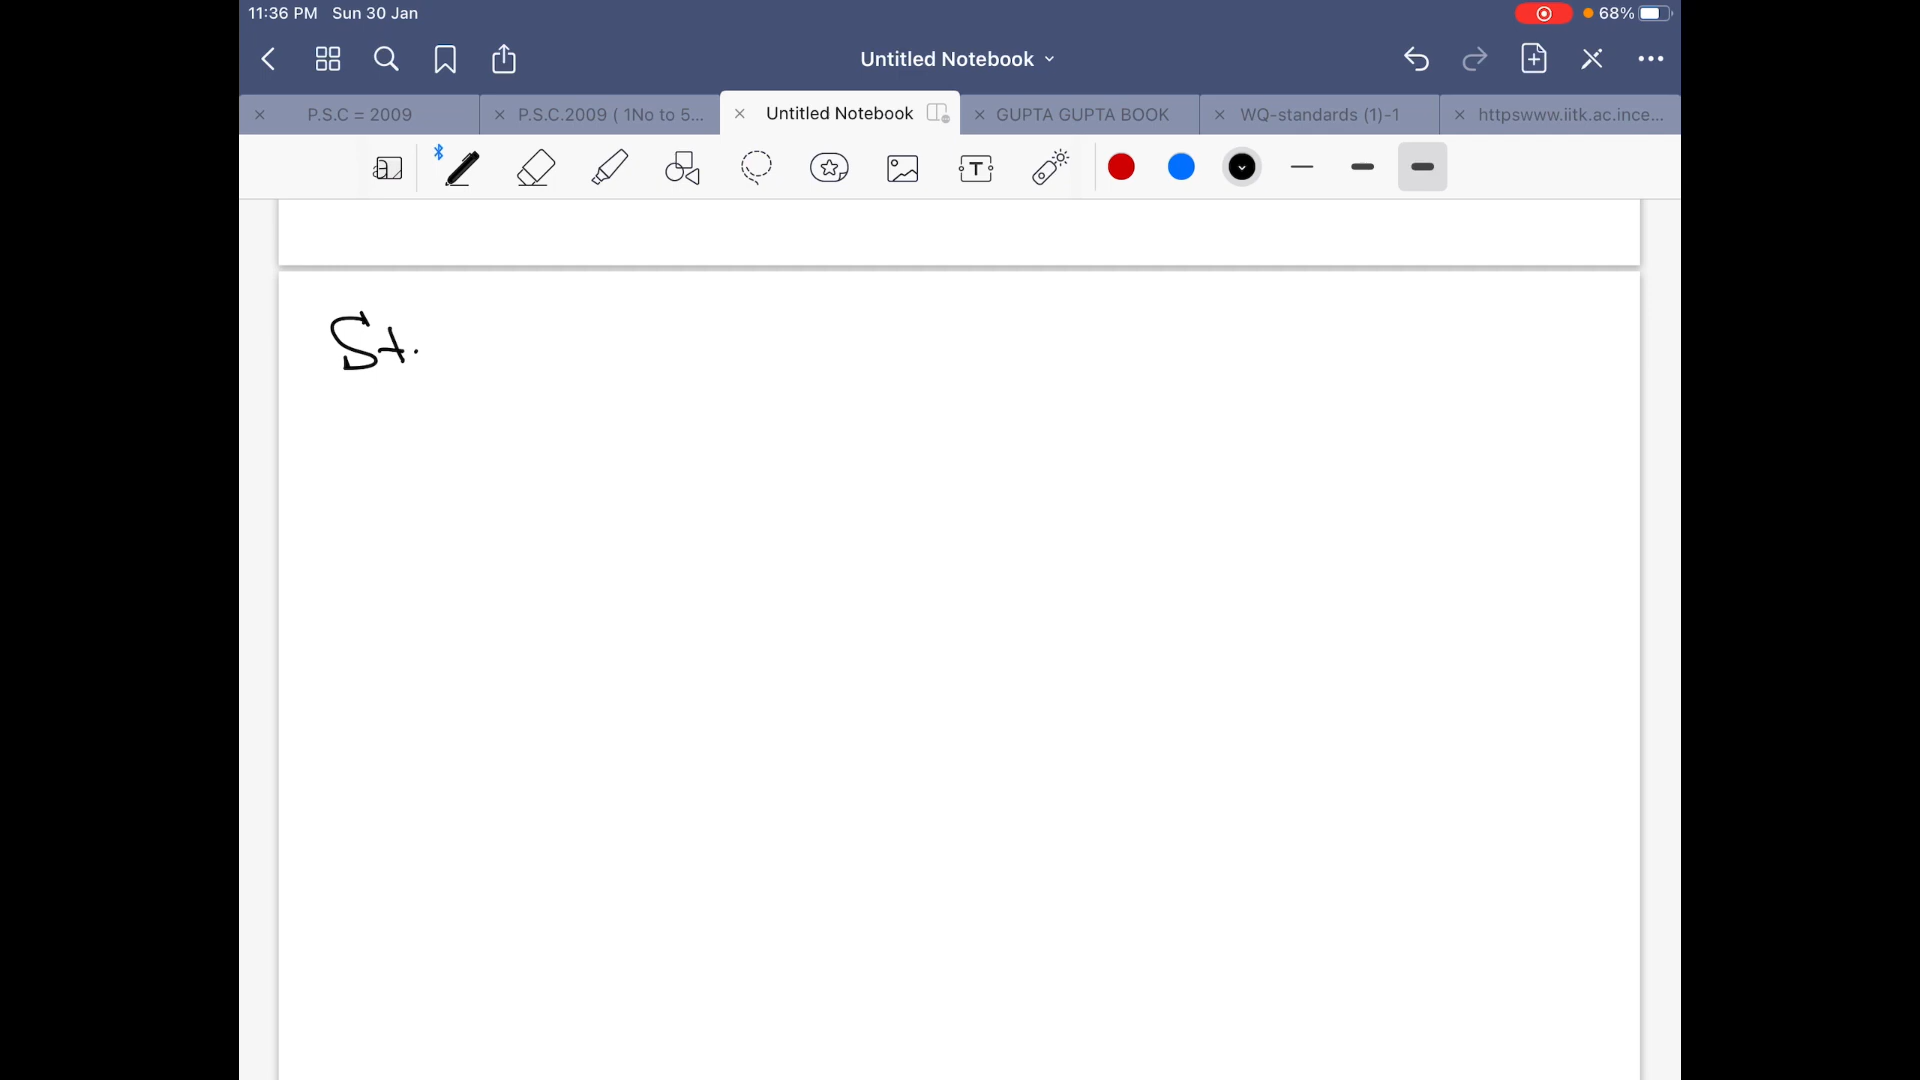 11:36 PM Sun 30 Jan 68%
Untitled Notebook
P.S.C = 2009 P.S.C.2009 ( 1No to 5... Untitled Notebook GUPTA GUPTA BOOK WQ-standards (1)-1 httpswww.iitk.ac.ince...
a T
St.